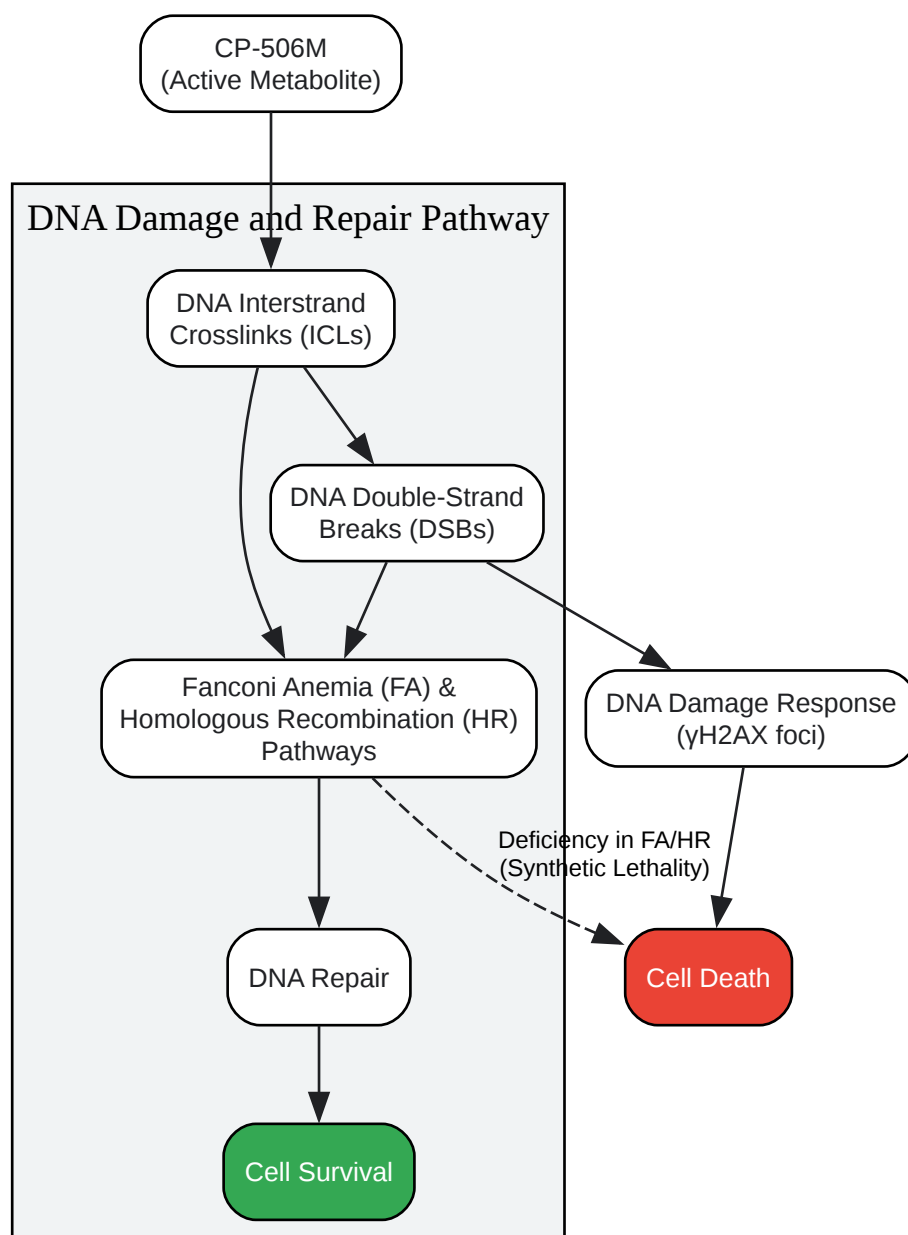 CP-506M
(Active Metabolite)
DNA Damage and Repair Pathway
DNA Interstrand
Crosslinks (ICLs)
DNA Double-Strand
Breaks (DSBs)
Fanconi Anemia (FA) &
Homologous Recombination (HR)
Pathways
DNA Damage Response
(γH2AX foci)
Deficiency in FA/HR
(Synthetic Lethality)
DNA Repair
Cell Death
Cell Survival